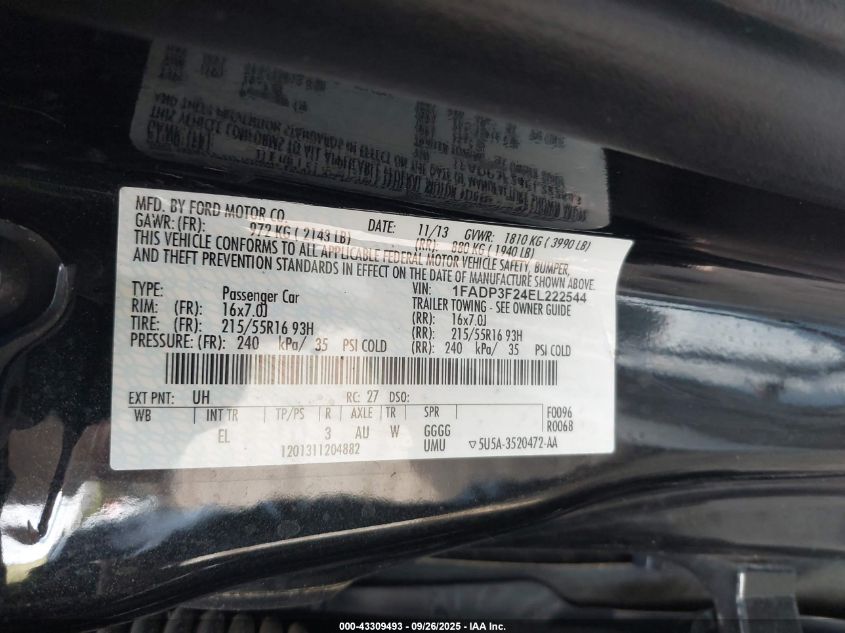 MFD. BY FORD MOTOR CO.
DATE: 11/13 GVWR: 1810 KG ( 3990 LB)
GAWR: (FR): 972 KG ( 2143 LB) (RR): 880 KG ( 1940 LB)
THIS VEHICLE CONFORMS TO ALL APPLICABLE FEDERAL MOTOR VEHICLE SAFETY, BUMPER,
AND THEFT PREVENTION STANDARDS IN EFFECT ON THE DATE OF MANUFACTURE SHOWN ABOVE.
VIN: 1FADP3F24EL222544
TYPE: Passenger Car TRAILER TOWING - SEE OWNER GUIDE
RIM: (FR): 16x7.0J (RR): 16x7.0J
TIRE: (FR): 215/55R16 93H (RR): 215/55R16 93H
PRESSURE: (FR): 240 kPa/ 35 PSI COLD (RR): 240 kPa/ 35 PSI COLD
EXT PNT: UH RC: 27 DSO:
WB INT TR TP/PS R AXLE TR SPR F0096
EL 3 AU W GGGG R0068
1201311204882 UMU ▽5U5A-3520472-AA
000-43309493 - 09/26/2025 - IAA Inc.